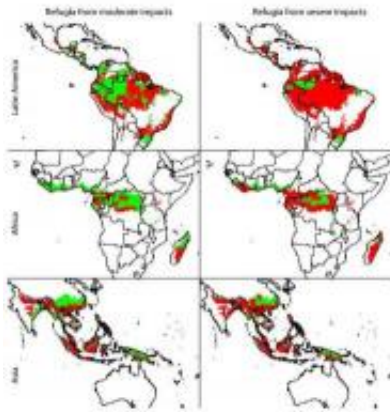 Refugia from moderate impacts
Refugia from severe impacts
Latin America
Africa
Asia